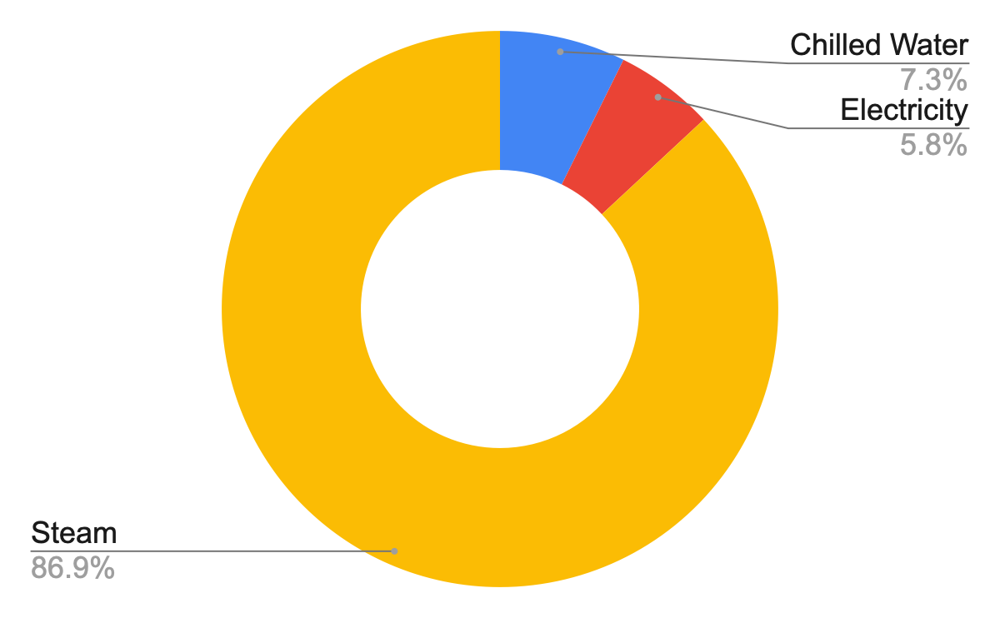 Chilled Water
7.3%
Electricity
5.8%
Steam
86.9%